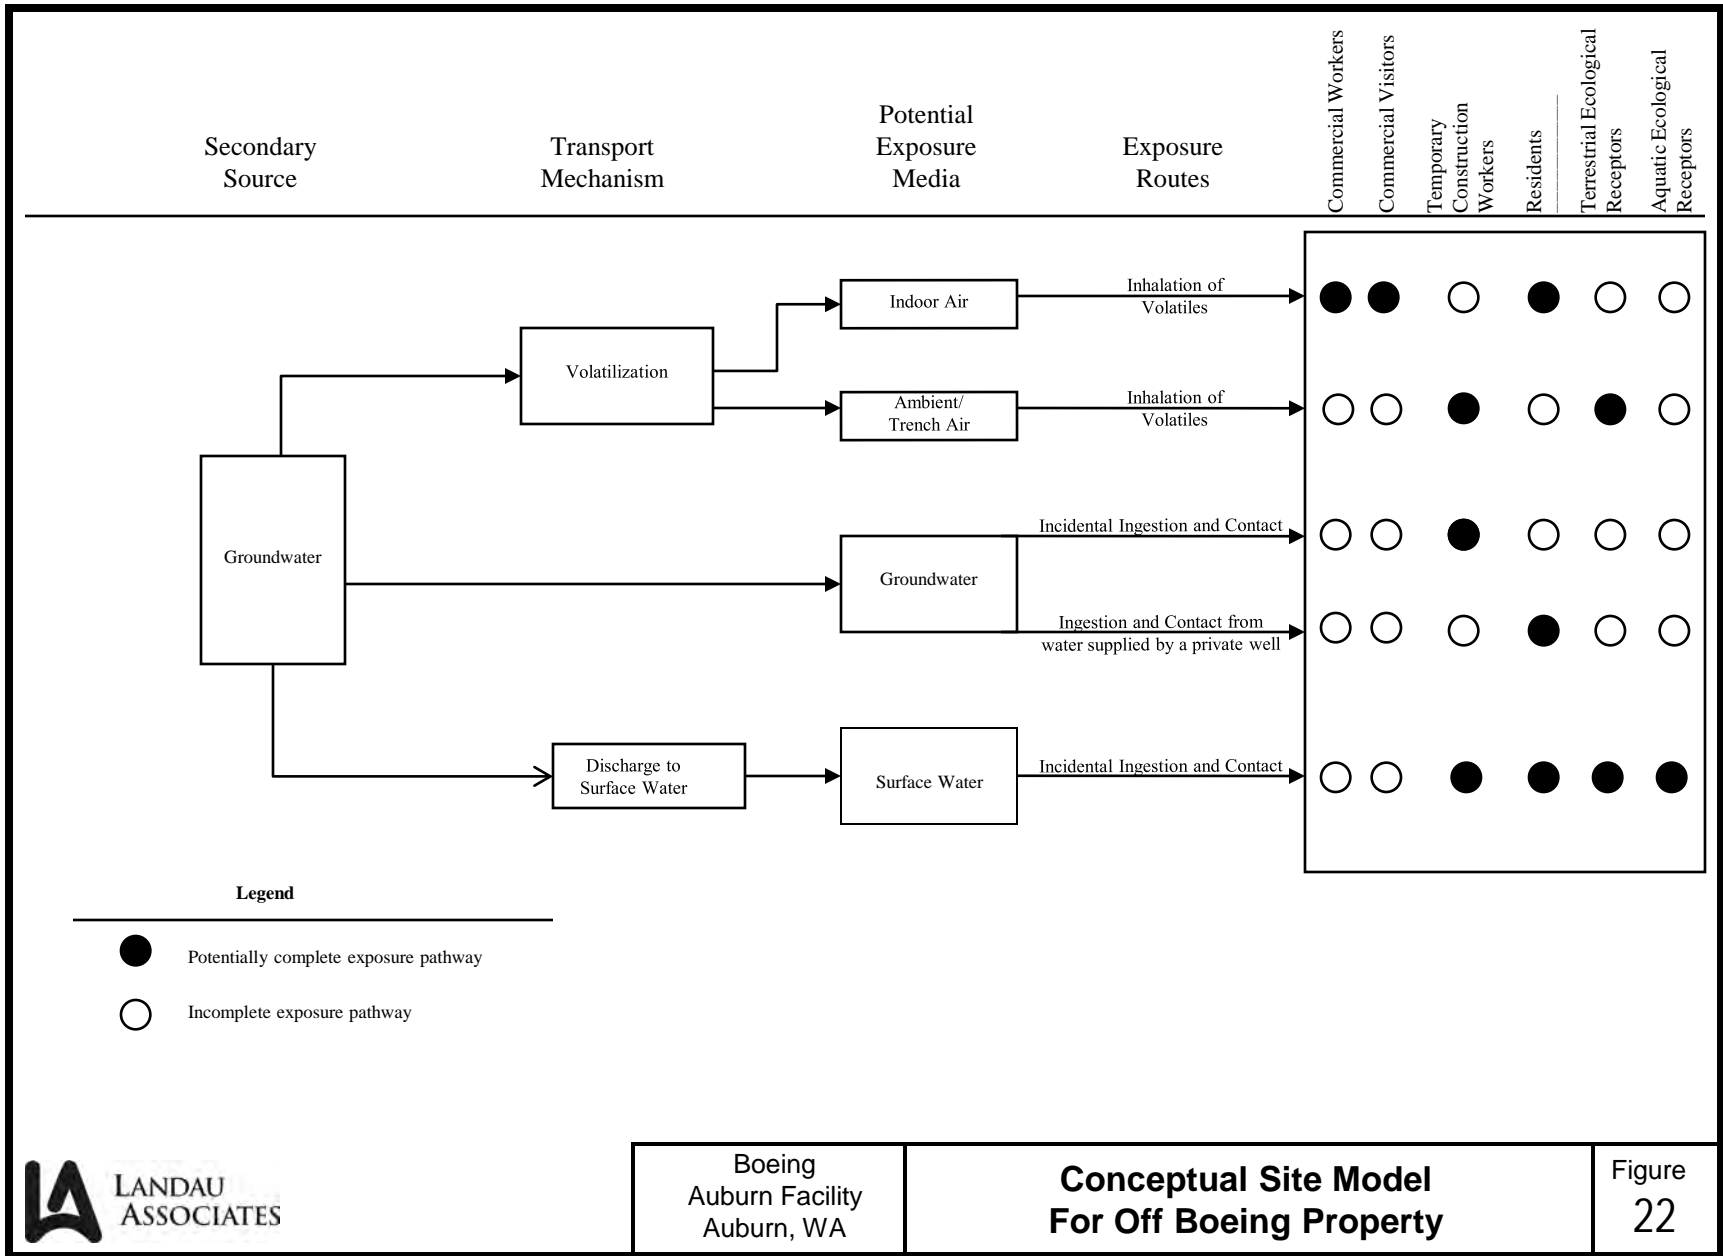 Secondary
Source
Transport
Mechanism
Potential
Exposure
Media
Exposure
Routes
Commercial Workers
Commercial Visitors
Temporary
Construction
Workers
Residents
Terrestrial Ecological
Receptors
Aquatic Ecological
Receptors
Indoor Air
Inhalation of
Volatiles
Volatilization
Ambient/
Trench Air
Inhalation of
Volatiles
Groundwater
Groundwater
Incidental Ingestion and Contact
Ingestion and Contact from
water supplied by a private well
Discharge to
Surface Water
Surface Water
Incidental Ingestion and Contact
Legend
Potentially complete exposure pathway
Incomplete exposure pathway
LA
LANDAU
ASSOCIATES
Boeing
Auburn Facility
Auburn, WA
Conceptual Site Model
For Off Boeing Property
Figure
22